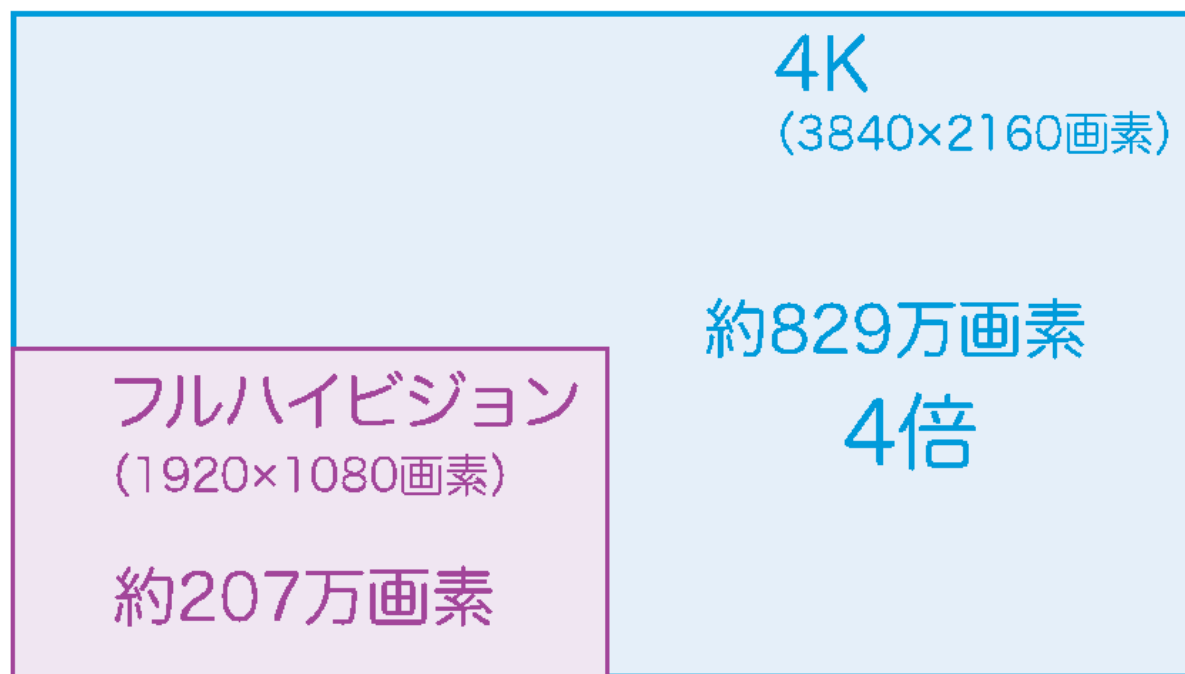 4K
（3840×2160画素）
約829万画素
4倍
フルハイビジョン
（1920×1080画素）
約207万画素